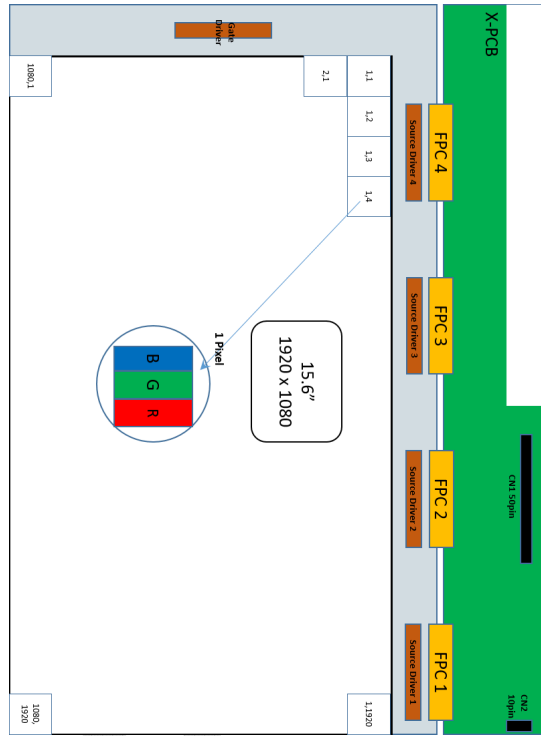 X-PCB
CN1 50pin
CN2
10pin
FPC 4
FPC 3
FPC 2
FPC 1
Source Driver 4
Source Driver 3
Source Driver 2
Source Driver 1
Gate
Driver
1,1
1,2
1,3
1,4
1,1920
2,1
15.6”
1920 x 1080
1 Pixel
B
G
R
1080,1
1080,
1920